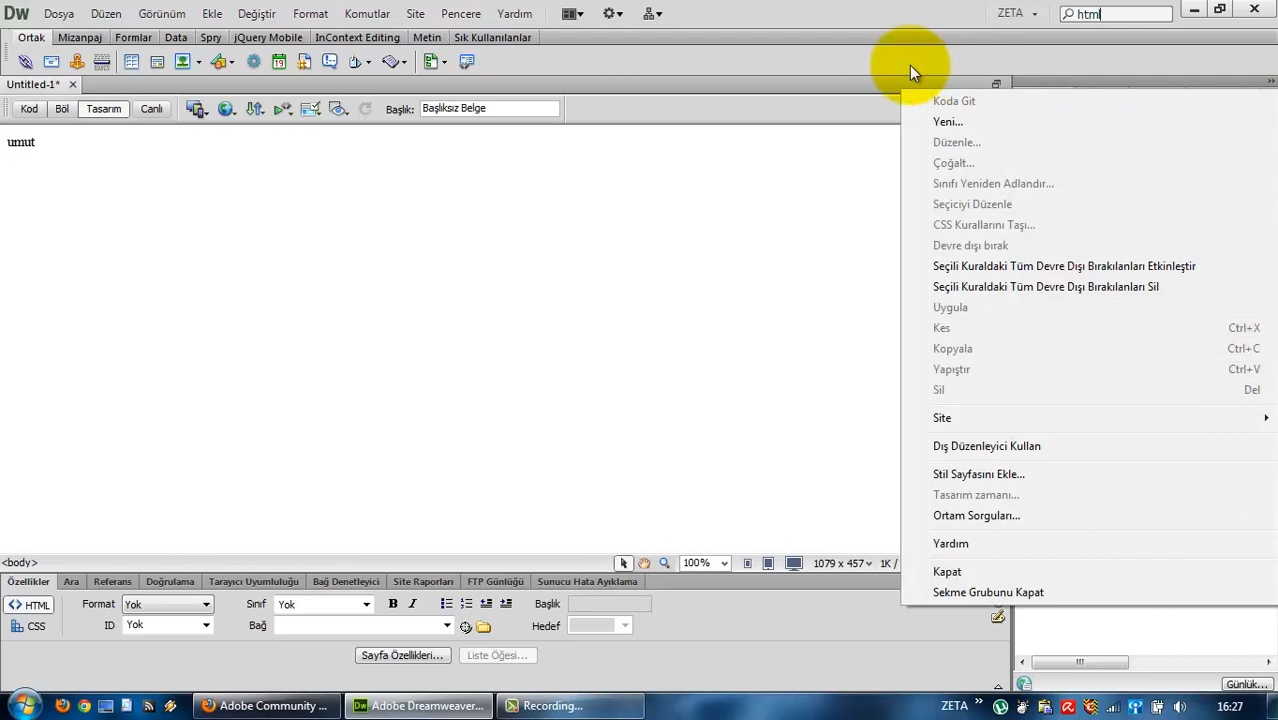 Dw Dosya Düzen Görünüm Ekle Değiştir Format Komutlar Site Pencere Yardım ZETA html
Ortak Mizanpaj Formlar Data Spry jQuery Mobile InContext Editing Metin Sık Kullanılanlar
Untitled-1*
Kod Böl Tasarım Canlı Başlık: Başlıksız Belge
umut
Koda Git
Yeni...
Düzenle...
Çoğalt...
Sınıfı Yeniden Adlandır...
Seçiciyi Düzenle
CSS Kurallarını Taşı...
Devre dışı bırak
Seçili Kuraldaki Tüm Devre Dışı Bırakılanları Etkinleştir
Seçili Kuraldaki Tüm Devre Dışı Bırakılanları Sil
Uygula
Kes Ctrl+X
Kopyala Ctrl+C
Yapıştır Ctrl+V
Sil Del
Site
Dış Düzenleyici Kullan
Stil Sayfasını Ekle...
Tasarım zamanı...
Ortam Sorguları...
Yardım
Kapat
Sekme Grubunu Kapat
<body> 100% 1079 x 457 1K /
Özellikler Ara Referans Doğrulama Tarayıcı Uyumluluğu Bağ Denetleyici Site Raporları FTP Günlüğü Sunucu Hata Ayıklama
<> HTML Format Yok Sınıf Yok B I Başlık
CSS ID Yok Bağ Hedef
Sayfa Özellikleri... Liste Öğesi...
Günlük...
Adobe Community ... Adobe Dreamweaver... Recording... ZETA 16:27